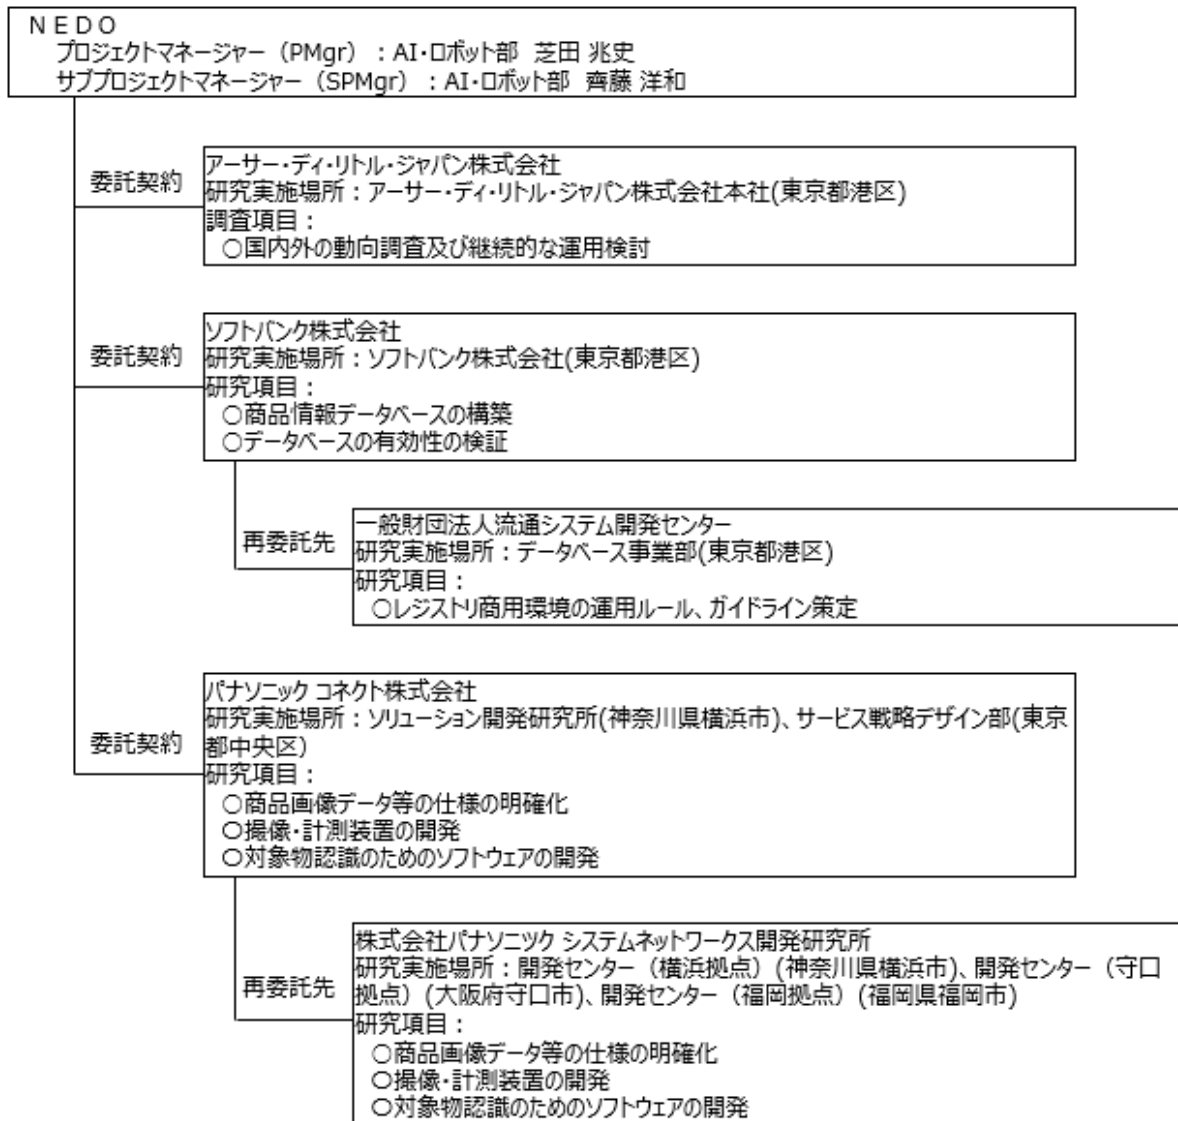 ＮＥＤＯ
プロジェクトマネージャー（PMgr）：AI・ロボット部 芝田 兆史
サブプロジェクトマネージャー（SPMgr）：AI・ロボット部 齊藤 洋和
委託契約
アーサー・ディ・リトル・ジャパン株式会社
研究実施場所：アーサー・ディ・リトル・ジャパン株式会社本社(東京都港区)
調査項目：
○国内外の動向調査及び継続的な運用検討
委託契約
ソフトバンク株式会社
研究実施場所：ソフトバンク株式会社(東京都港区)
研究項目：
○商品情報データベースの構築
○データベースの有効性の検証
再委託先
一般財団法人流通システム開発センター
研究実施場所：データベース事業部(東京都港区)
研究項目：
○レジストリ商用環境の運用ルール、ガイドライン策定
委託契約
パナソニック コネクト株式会社
研究実施場所：ソリューション開発研究所(神奈川県横浜市)、サービス戦略デザイン部(東京
都中央区）
研究項目：
○商品画像データ等の仕様の明確化
○撮像・計測装置の開発
○対象物認識のためのソフトウェアの開発
再委託先
株式会社パナソニツク システムネットワークス開発研究所
研究実施場所：開発センター（横浜拠点）(神奈川県横浜市)、開発センター（守口
拠点）(大阪府守口市)、開発センター（福岡拠点）(福岡県福岡市)
研究項目：
○商品画像データ等の仕様の明確化
○撮像・計測装置の開発
○対象物認識のためのソフトウェアの開発